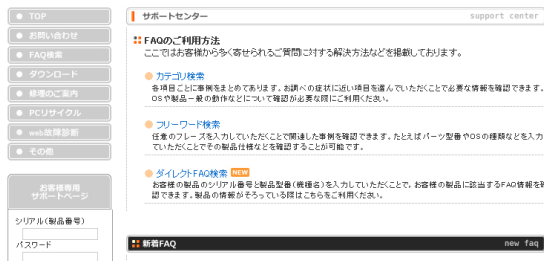 TOP
お問い合わせ
FAQ検索
ダウンロード
修理のご案内
PCリサイクル
web故障診断
その他
お客様専用
サポートページ
シリアル(製品番号)
パスワード
サポートセンター
support center
FAQのご利用方法
ここではお客様から多く寄せられるご質問に対する解決方法などを掲載しております。
カテゴリ検索
各項目ごとに事例をまとめてあります。お調べの症状に近い項目を選んでいただくことで必要な情報を確認できます。
OSや製品一般の動作などについて確認が必要な際にご利用ください。
フリーワード検索
任意のフレーズを入力していただくことで関連した事例を確認できます。たとえばパーツ型番やOSの種類などを入力
ていただくことでその製品仕様などを確認することが可能です。
ダイレクトFAQ検索 NEW
お客様の製品のシリアル番号と製品型番(機種名)を入力していただくことで、お客様の製品に該当するFAQ情報を確
認できます。製品の情報がそろっている際はこちらをご利用ください。
新着FAQ
new faq